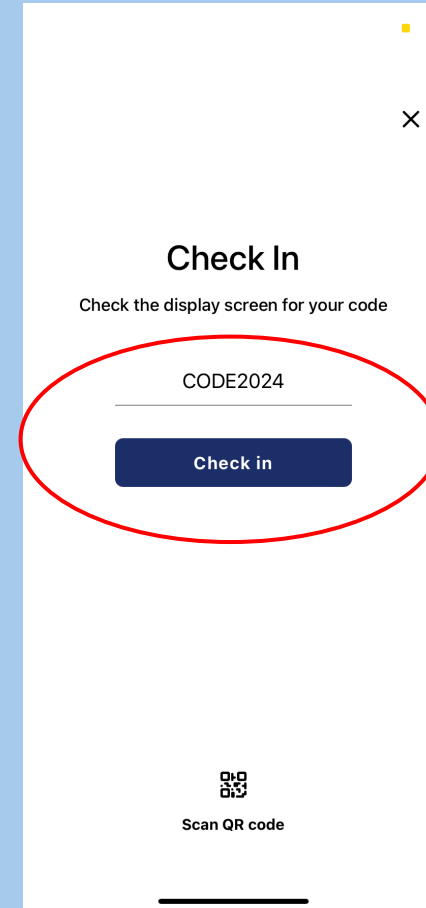 Check In
Check the display screen for your code
CODE2024
Check in
Scan QR code